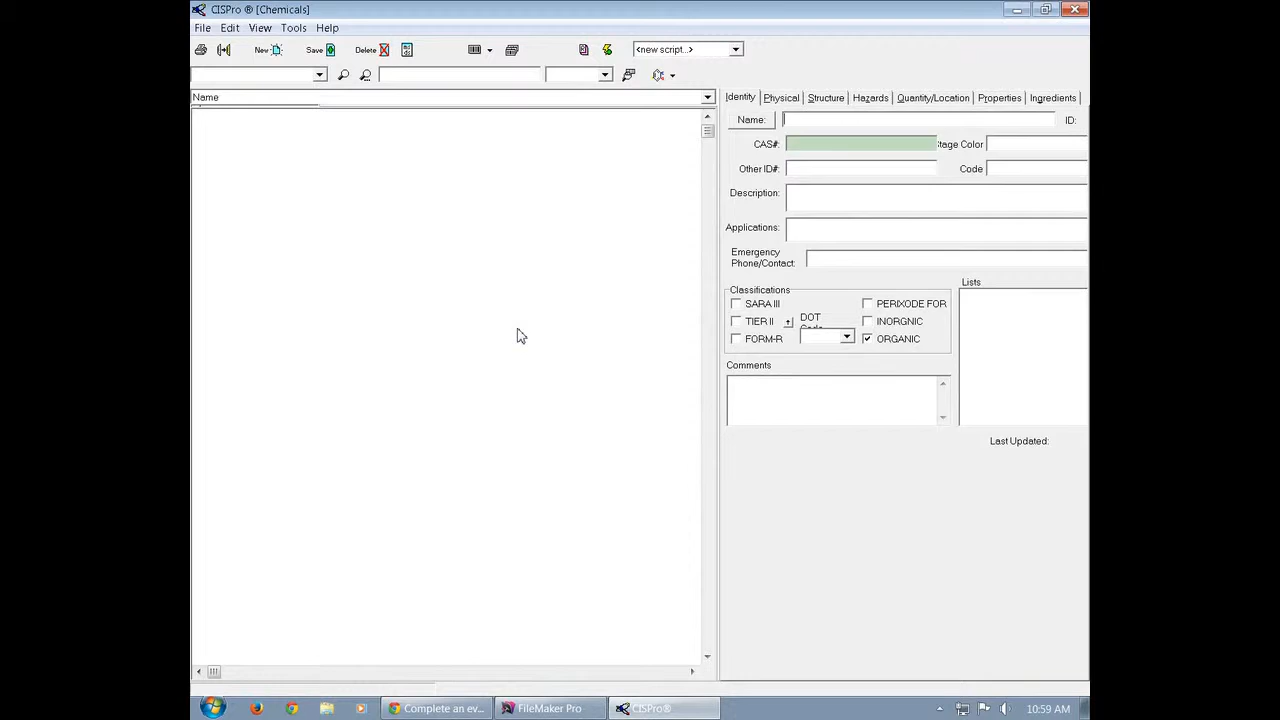 CISPro ® [Chemicals]
File Edit View Tools Help
New Save Delete <new script..>
Name
Identity Physical Structure Hazards Quantity/Location Properties Ingredients
Name: ID:
CAS#: tage Color
Other ID#: Code
Description:
Applications:
Emergency
Phone/Contact:
Classifications
SARA III
TIER II
FORM-R
DOT
PERIXODE FOR
INORGNIC
ORGANIC
Lists
Comments
Last Updated:
Complete an ev... FileMaker Pro CISPro® 10:59 AM